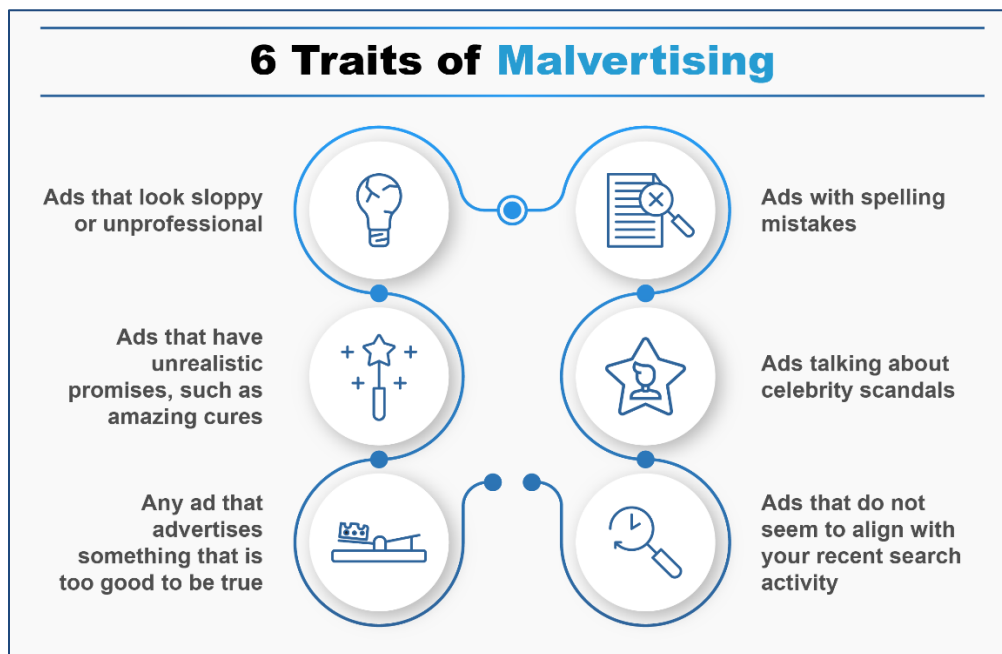 6 Traits of Malvertising
Ads that look sloppy
or unprofessional
Ads with spelling
mistakes
Ads that have
unrealistic
promises, such as
amazing cures
Ads talking about
celebrity scandals
Any ad that
advertises
something that is
too good to be true
Ads that do not
seem to align with
your recent search
activity